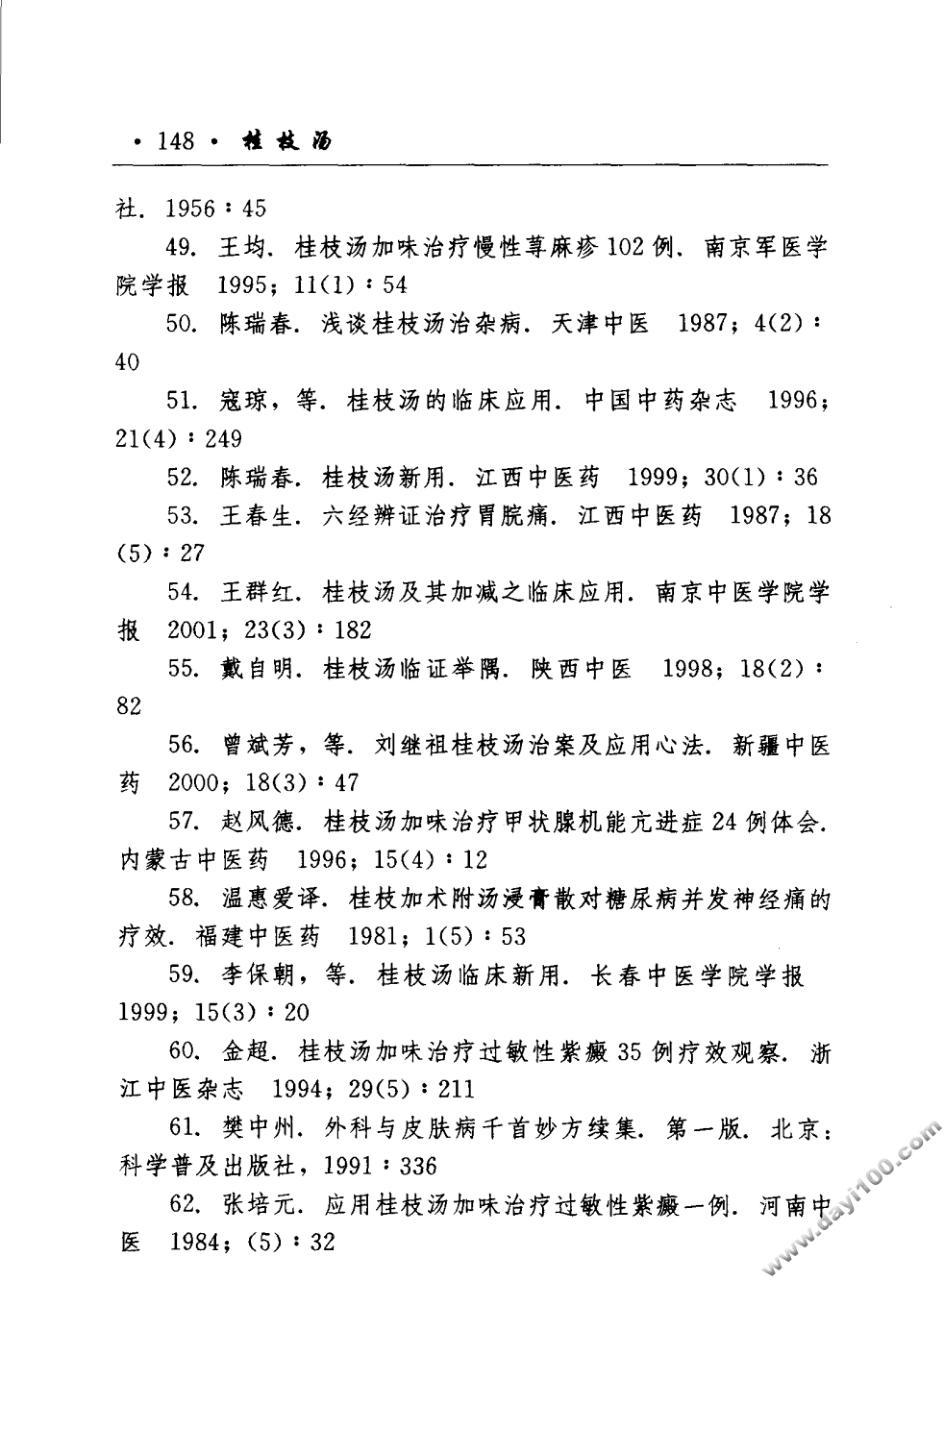 · 148 · 桂枝汤
社. 1956∶45
49. 王均. 桂枝汤加味治疗慢性荨麻疹 102 例. 南京军医学
院学报 1995; 11(1)∶54
50. 陈瑞春. 浅谈桂枝汤治杂病. 天津中医 1987; 4(2)∶
40
51. 寇琼, 等. 桂枝汤的临床应用. 中国中药杂志 1996;
21(4)∶249
52. 陈瑞春. 桂枝汤新用. 江西中医药 1999; 30(1)∶36
53. 王春生. 六经辨证治疗胃脘痛. 江西中医药 1987; 18
(5)∶27
54. 王群红. 桂枝汤及其加减之临床应用. 南京中医学院学
报 2001; 23(3)∶182
55. 戴自明. 桂枝汤临证举隅. 陕西中医 1998; 18(2)∶
82
56. 曾斌芳, 等. 刘继祖桂枝汤治案及应用心法. 新疆中医
药 2000; 18(3)∶47
57. 赵风德. 桂枝汤加味治疗甲状腺机能亢进症 24 例体会.
内蒙古中医药 1996; 15(4)∶12
58. 温惠爱译. 桂枝加术附汤浸膏散对糖尿病并发神经痛的
疗效. 福建中医药 1981; 1(5)∶53
59. 李保朝, 等. 桂枝汤临床新用. 长春中医学院学报
1999; 15(3)∶20
60. 金超. 桂枝汤加味治疗过敏性紫癜 35 例疗效观察. 浙
江中医杂志 1994; 29(5)∶211
61. 樊中州. 外科与皮肤病千首妙方续集. 第一版. 北京:
科学普及出版社, 1991∶336
62. 张培元. 应用桂枝汤加味治疗过敏性紫癜一例. 河南中
医 1984; (5)∶32
www.dayi100.com